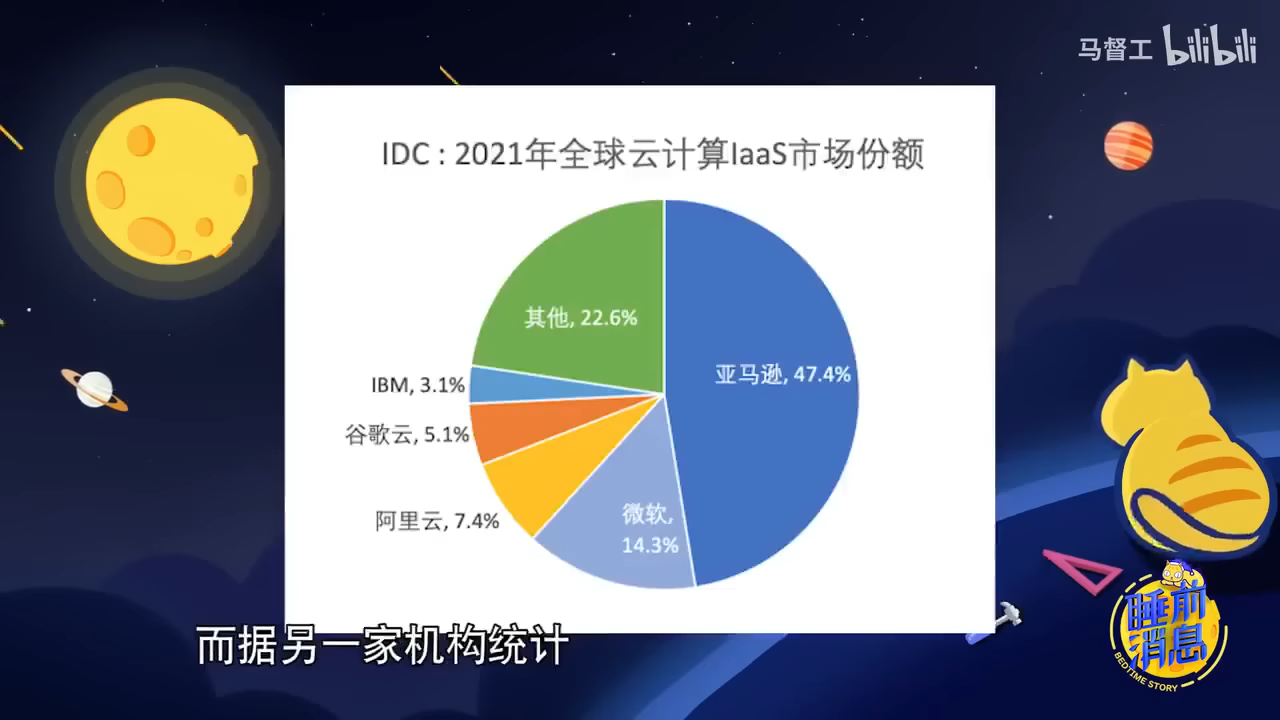 马督工 bilibili
IDC : 2021年全球云计算IaaS市场份额
其他, 22.6%
亚马逊, 47.4%
IBM, 3.1%
谷歌云, 5.1%
阿里云, 7.4%
微软,
14.3%
而据另一家机构统计
睡前
消息
BEDTIME STORY